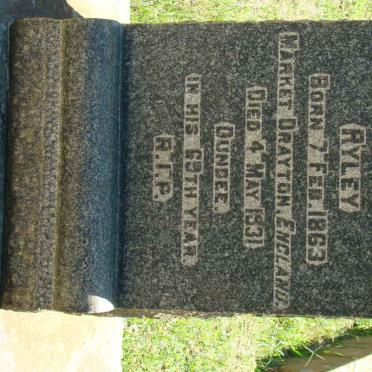 RYLEY
BORN 7 FEB. 1863
MARKET DRAYTON, ENGLAND.
DIED 4 MAY 1931
DUNDEE.
IN HIS 69TH YEAR.
R.I.P.